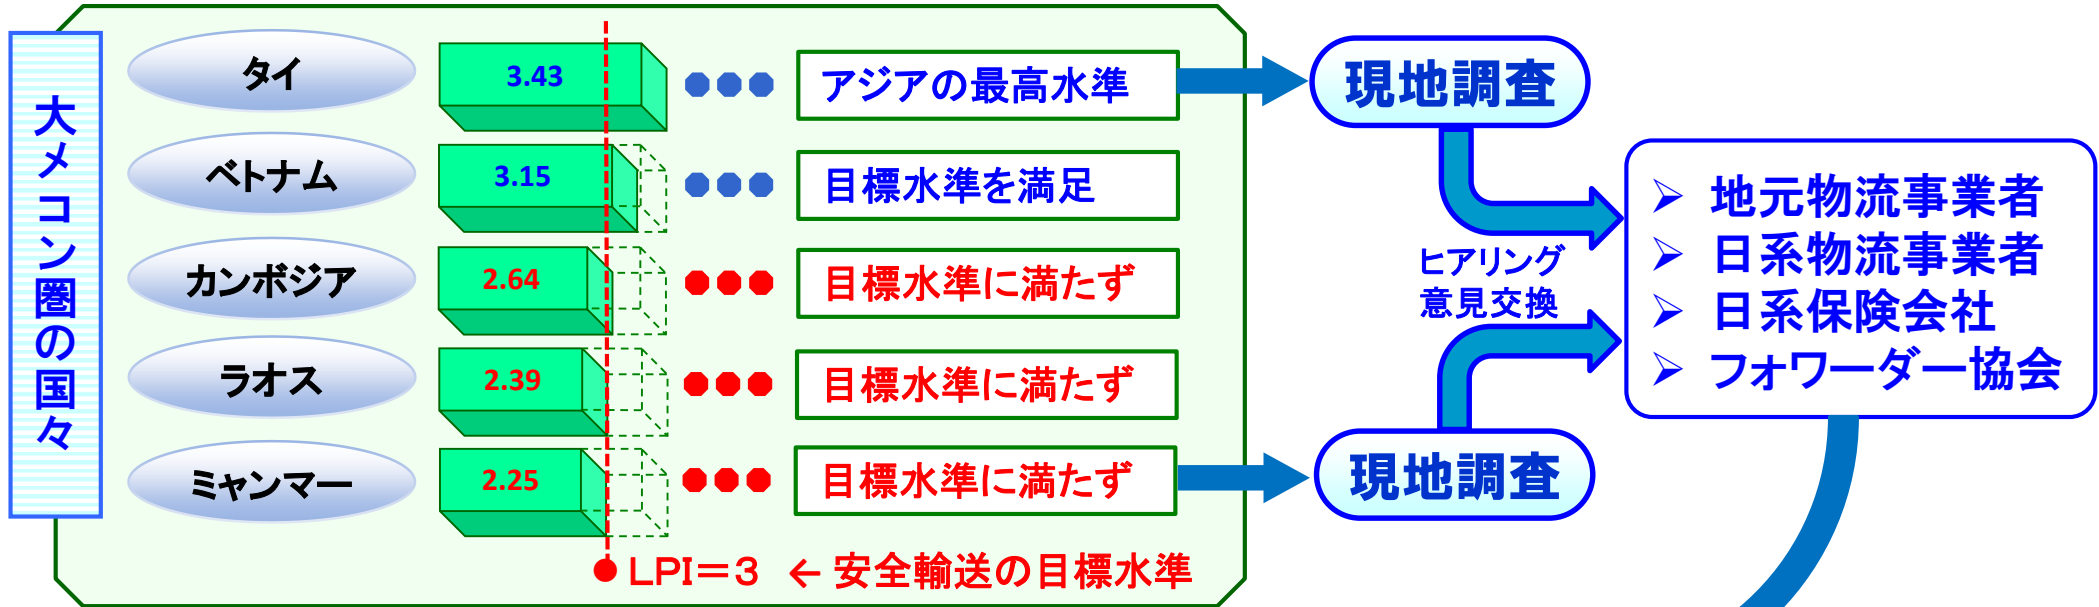 大メコン圏の国々
タイ
3.43
アジアの最高水準
現地調査
ベトナム
3.15
目標水準を満足
カンボジア
2.64
目標水準に満たず
ラオス
2.39
目標水準に満たず
ミャンマー
2.25
目標水準に満たず
現地調査
LPI＝3 ← 安全輸送の目標水準
ヒアリング
意見交換
➢ 地元物流事業者
➢ 日系物流事業者
➢ 日系保険会社
➢ フォワーダー協会